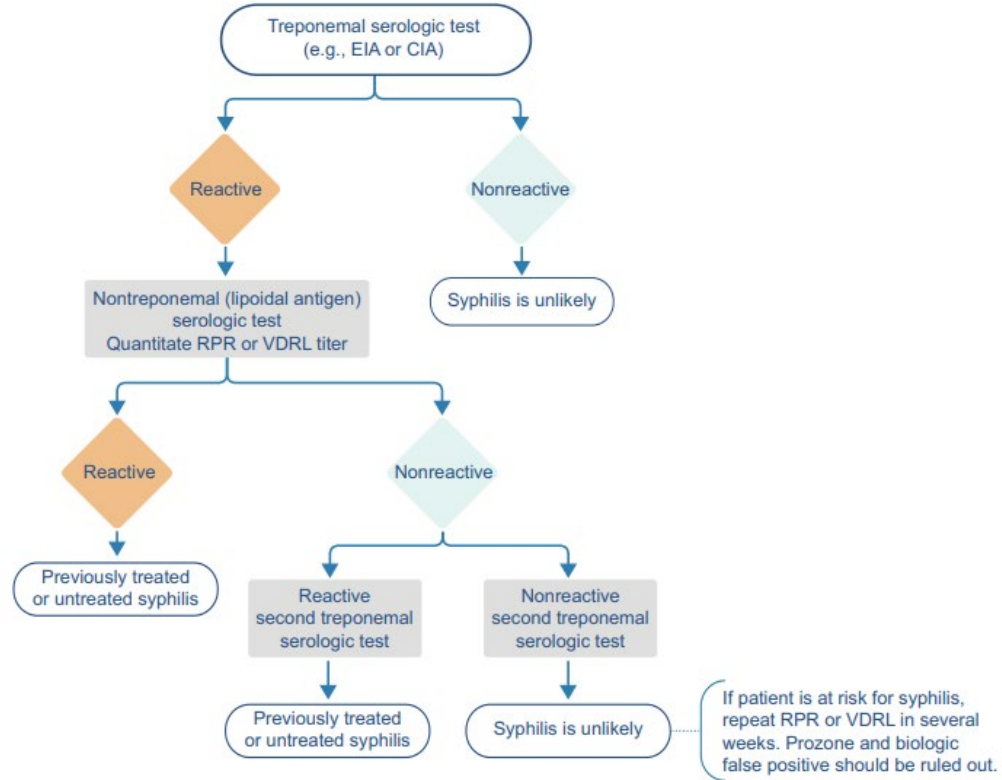 Treponemal serologic test
(e.g., EIA or CIA)
Reactive
Nonreactive
Nontreponemal (lipoidal antigen)
serologic test
Quantitate RPR or VDRL titer
Syphilis is unlikely
Reactive
Nonreactive
Previously treated
or untreated syphilis
Reactive
second treponemal
serologic test
Nonreactive
second treponemal
serologic test
Previously treated
or untreated syphilis
Syphilis is unlikely
If patient is at risk for syphilis,
repeat RPR or VDRL in several
weeks. Prozone and biologic
false positive should be ruled out.